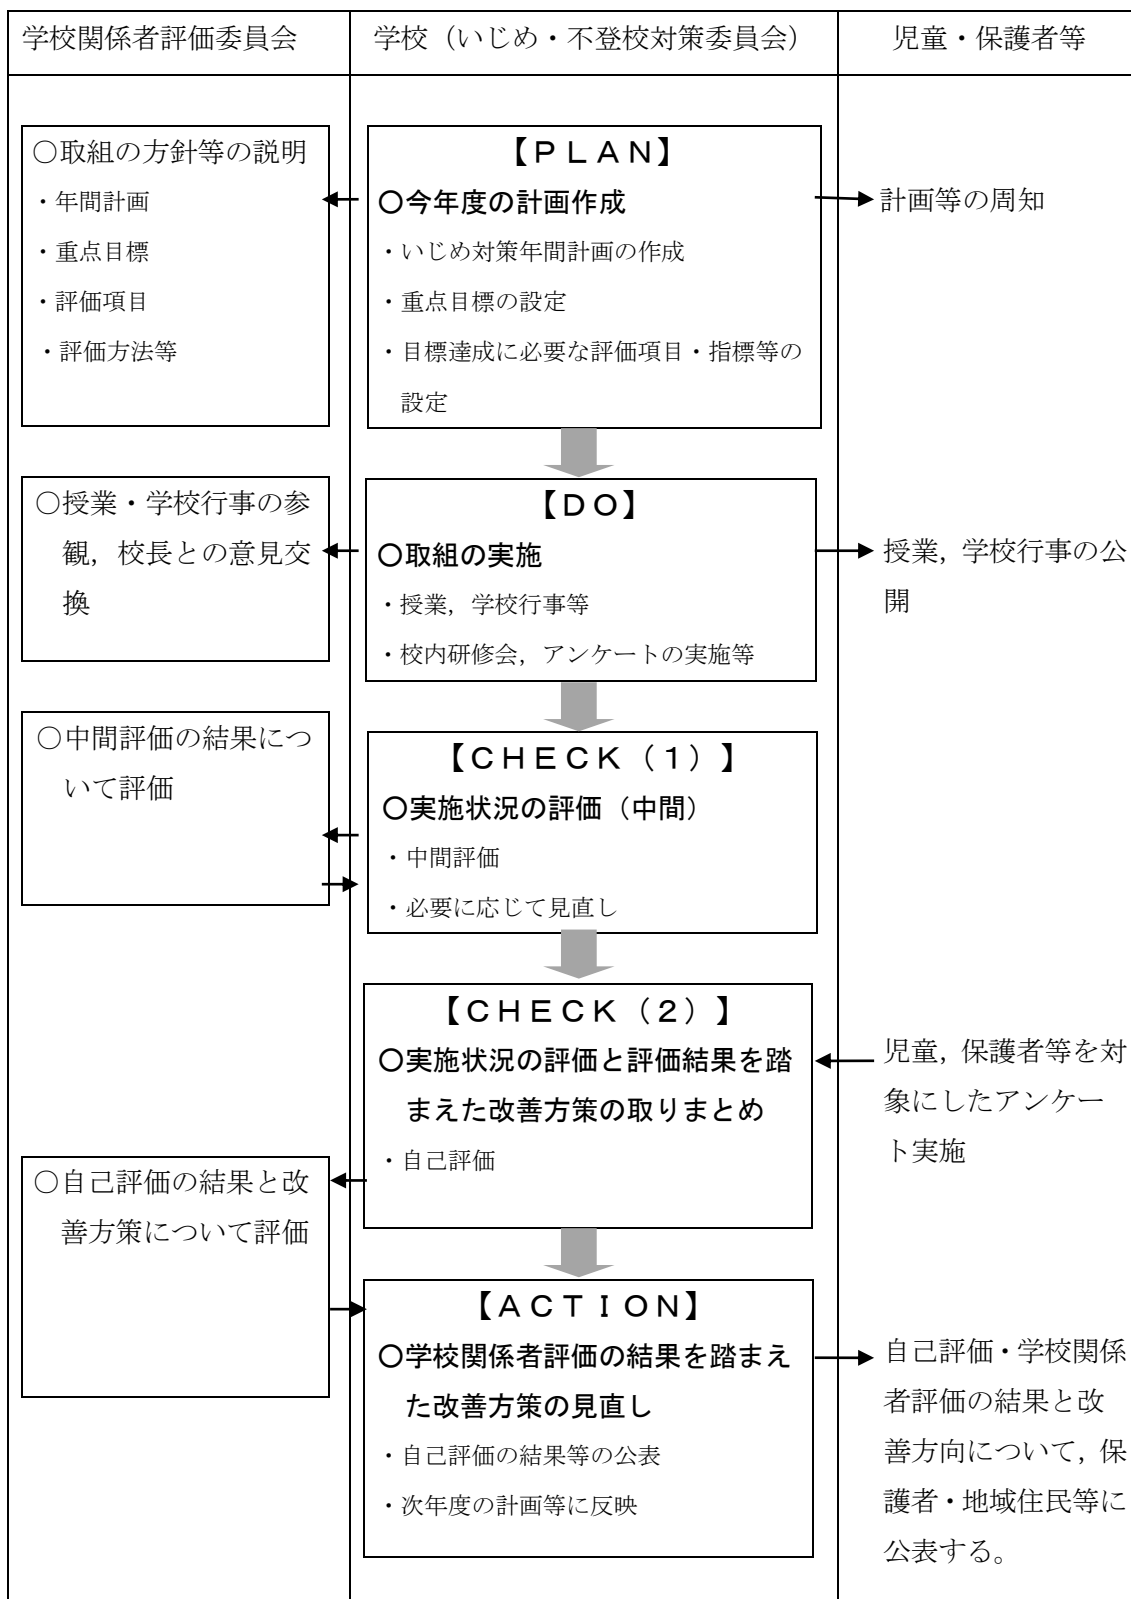 学校関係者評価委員会
学校（いじめ・不登校対策委員会）
児童・保護者等
○取組の方針等の説明
・年間計画
・重点目標
・評価項目
・評価方法等
【ＰＬＡＮ】
○今年度の計画作成
・いじめ対策年間計画の作成
・重点目標の設定
・目標達成に必要な評価項目・指標等の
設定
計画等の周知
○授業・学校行事の参
観，校長との意見交
換
【ＤＯ】
○取組の実施
・授業，学校行事等
・校内研修会，アンケートの実施等
授業，学校行事の公
開
○中間評価の結果につ
いて評価
【ＣＨＥＣＫ（１）】
○実施状況の評価（中間）
・中間評価
・必要に応じて見直し
【ＣＨＥＣＫ（２）】
○実施状況の評価と評価結果を踏
まえた改善方策の取りまとめ
・自己評価
児童，保護者等を対
象にしたアンケー
ト実施
○自己評価の結果と改
善方策について評価
【ＡＣＴＩＯＮ】
○学校関係者評価の結果を踏まえ
た改善方策の見直し
・自己評価の結果等の公表
・次年度の計画等に反映
自己評価・学校関係
者評価の結果と改
善方向について，保
護者・地域住民等に
公表する。